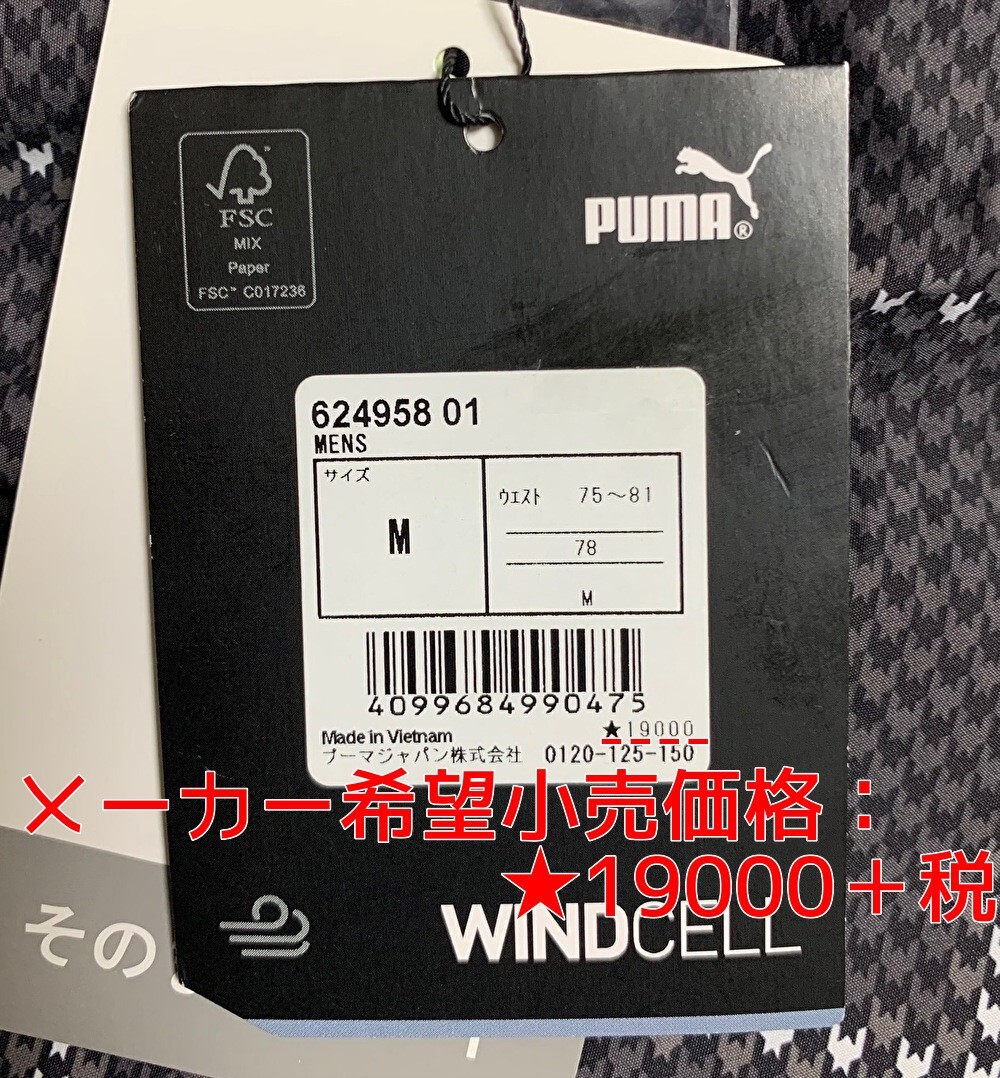 FSC
MIX
Paper
FSC™ C017236
PUMA®
624958 01
MENS
サイズ
M
ウエスト 75～81
78
M
4099684990475
★19000
Made in Vietnam
プーマジャパン株式会社 0120-125-150
メーカー希望小売価格：
★19000＋税
WINDCELL
その